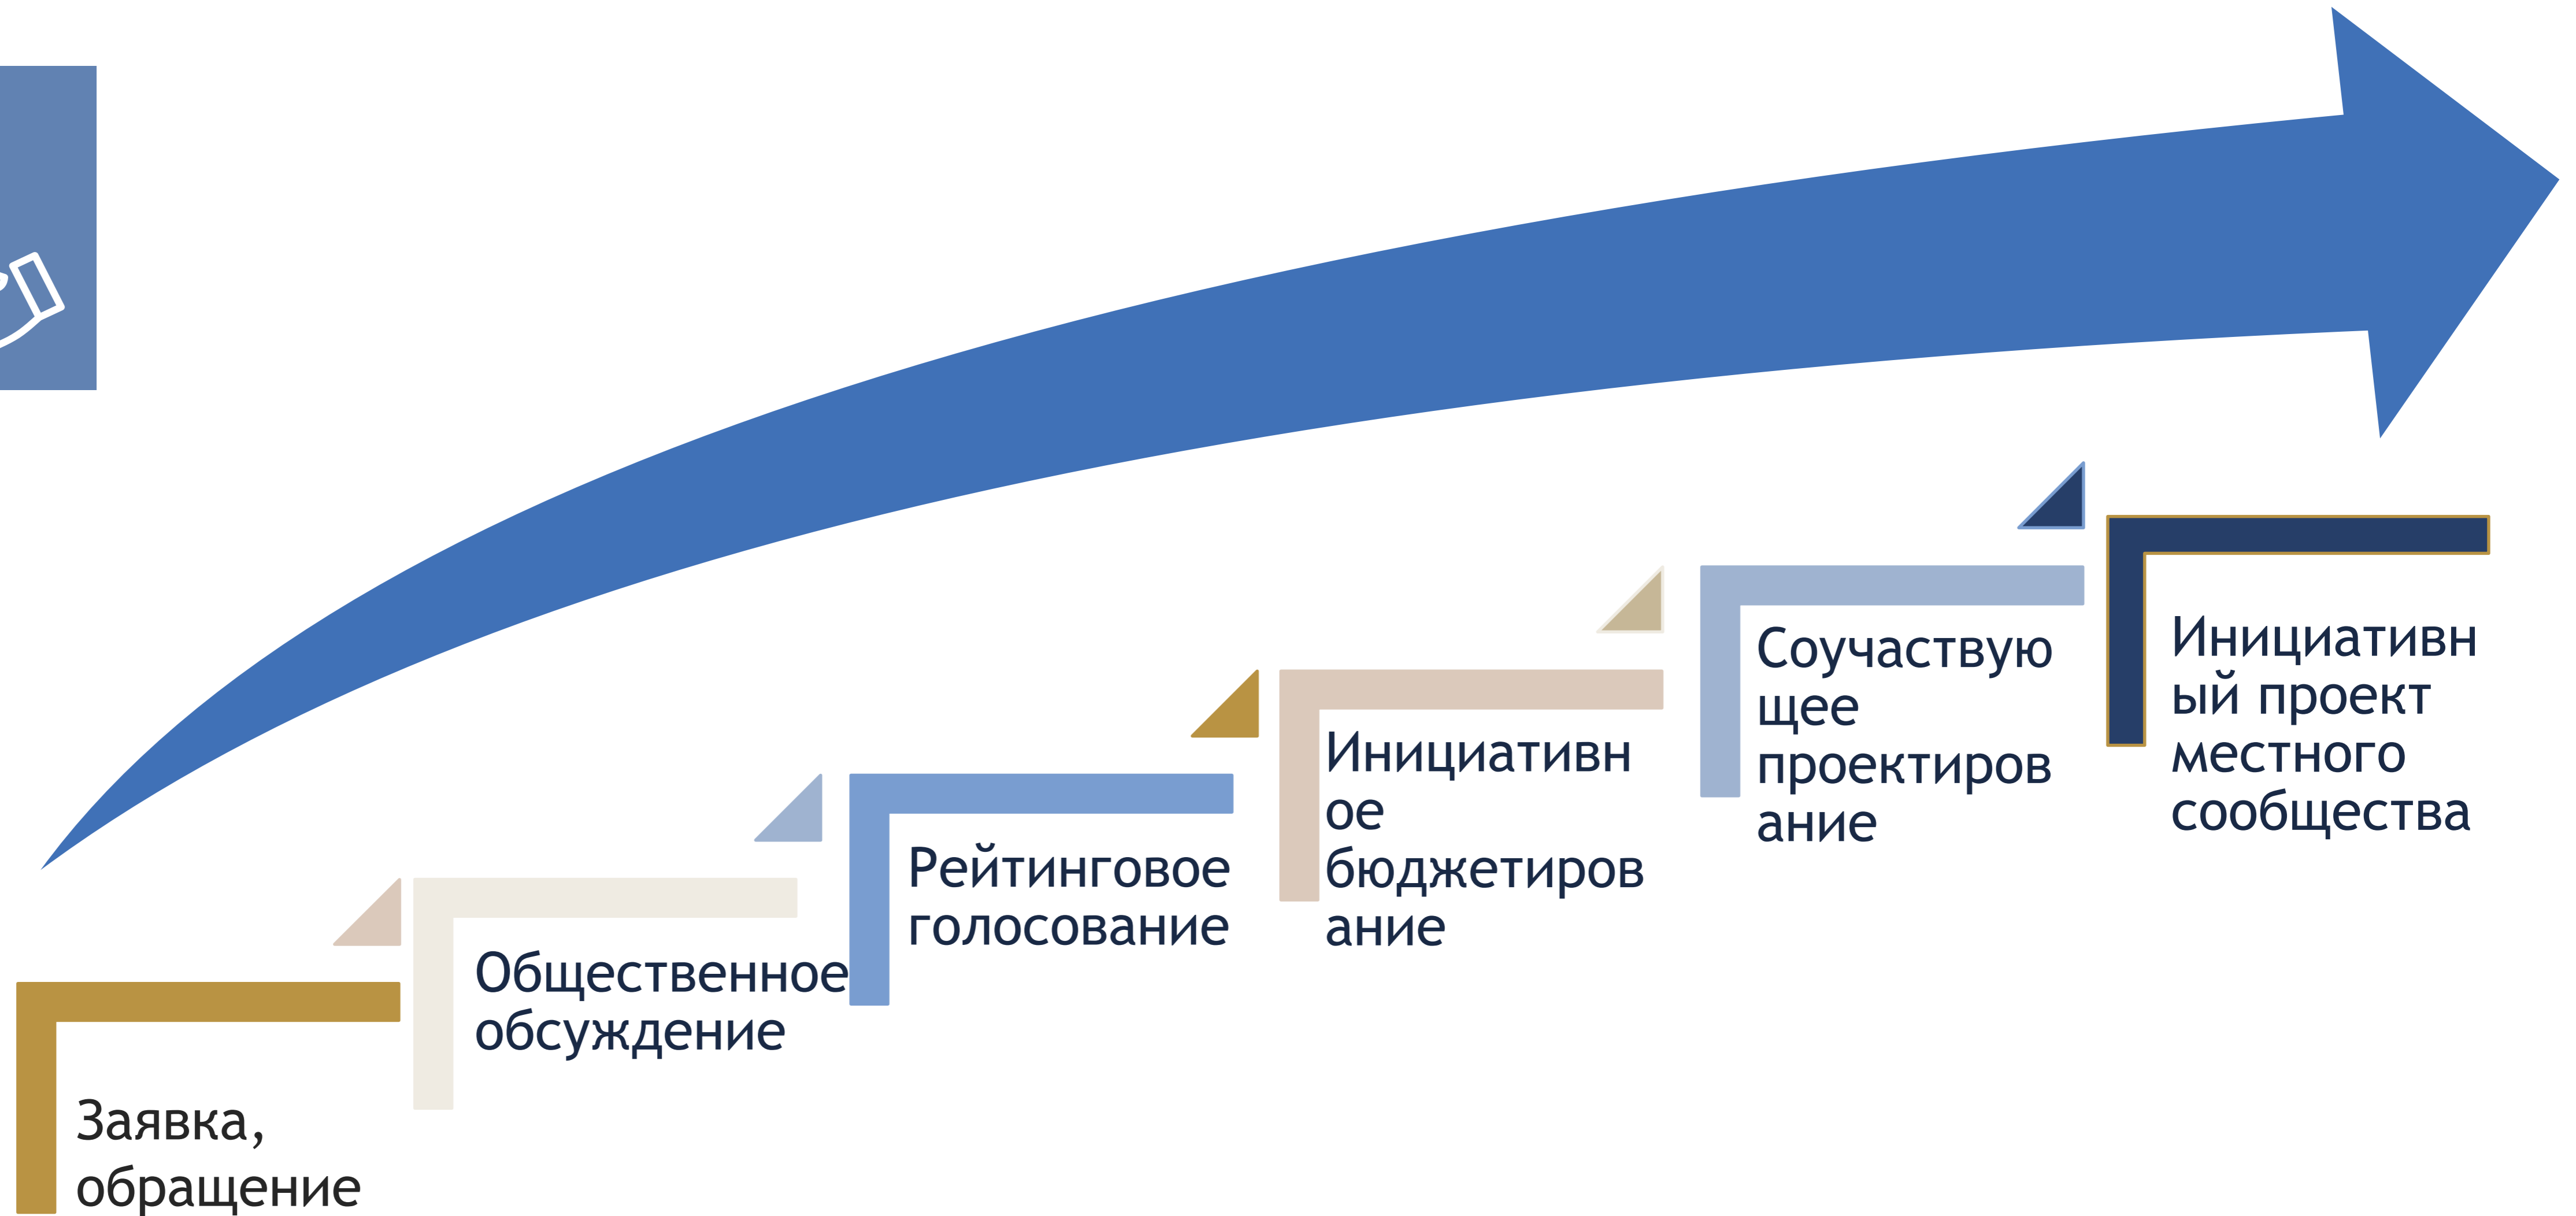 Заявка,
обращение
Общественное
обсуждение
Рейтинговое
голосование
Инициативн
ое
бюджетиров
ание
Соучаствую
щее
проектиров
ание
Инициативн
ый проект
местного
сообщества